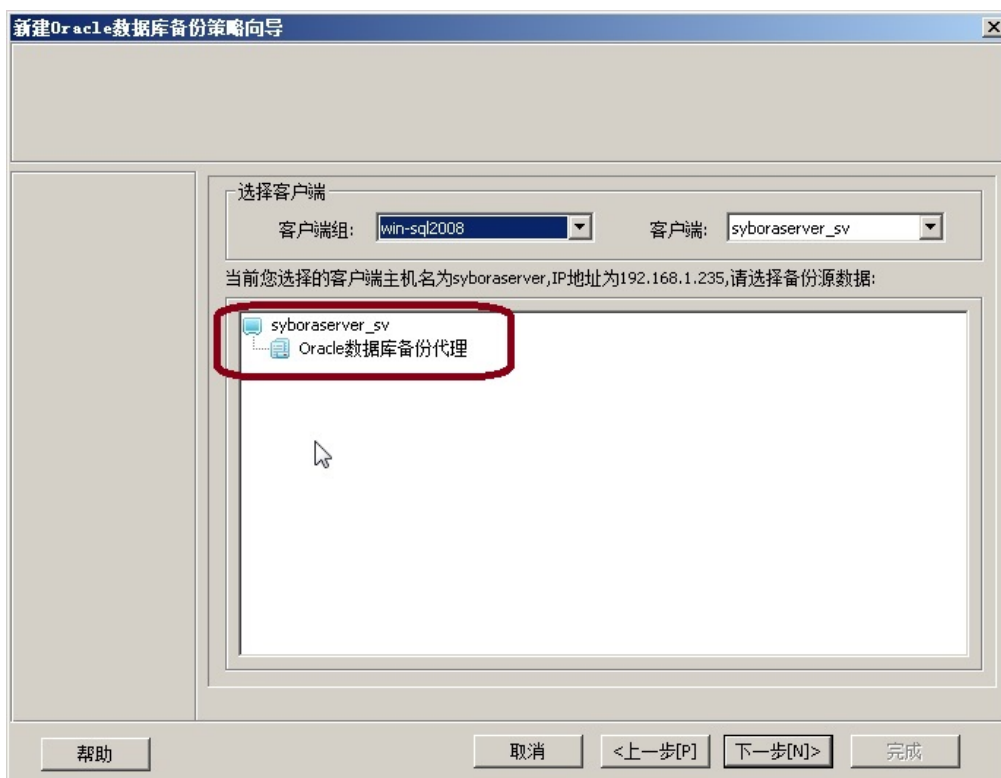 新建Oracle数据库备份策略向导
选择客户端
客户端组: win-sql2008 客户端: syboraserver_sv
当前您选择的客户端主机名为syboraserver,IP地址为192.168.1.235,请选择备份源数据:
syboraserver_sv
Oracle数据库备份代理
帮助 取消 <上一步[P] 下一步[N]> 完成